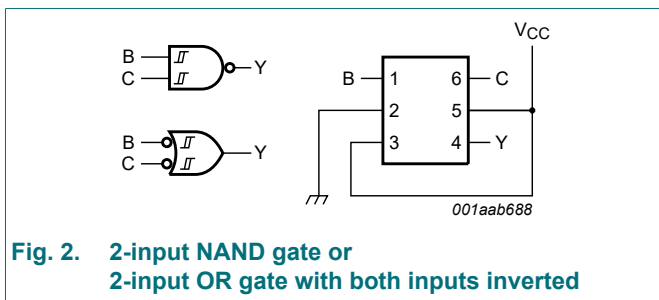 B
C
Y
B
C
Y
VCC
B 1 6 C
2 5
3 4 Y
001aab688
Fig. 2. 2-input NAND gate or
2-input OR gate with both inputs inverted